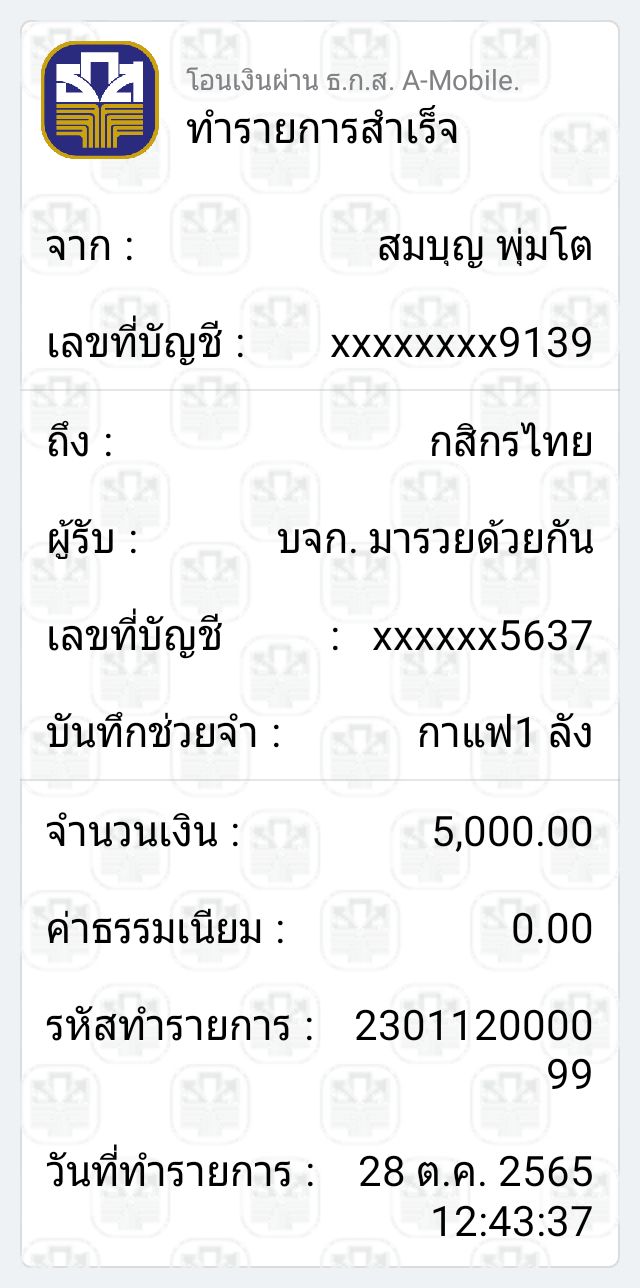 ธกส
โอนเงินผ่าน ธ.ก.ส. A-Mobile.
ทำรายการสำเร็จ
จาก : สมบุญ พุ่มโต
เลขที่บัญชี : xxxxxxxx9139
ถึง : กสิกรไทย
ผู้รับ : บจก. มารวยด้วยกัน
เลขที่บัญชี : xxxxxx5637
บันทึกช่วยจำ : กาแฟ1 ลัง
จำนวนเงิน : 5,000.00
ค่าธรรมเนียม : 0.00
รหัสทำรายการ : 2301120000
99
วันที่ทำรายการ : 28 ต.ค. 2565
12:43:37